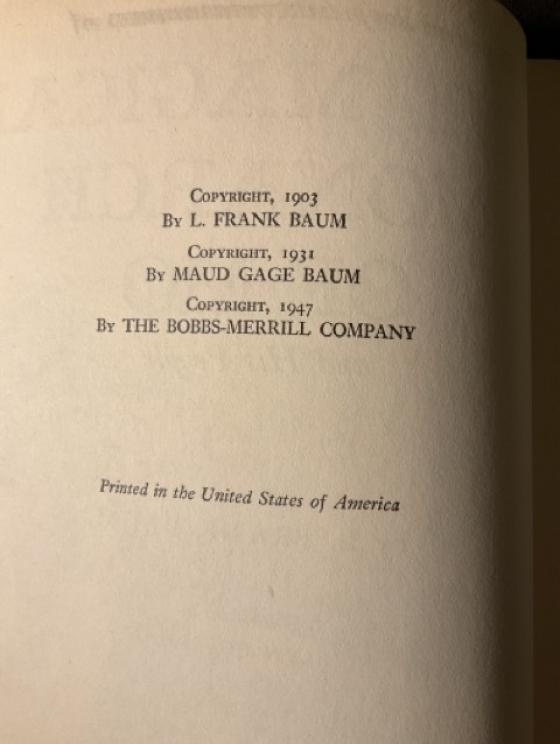 COPYRIGHT, 1903
BY L. FRANK BAUM
COPYRIGHT, 1931
BY MAUD GAGE BAUM
COPYRIGHT, 1947
BY THE BOBBS-MERRILL COMPANY
Printed in the United States of America